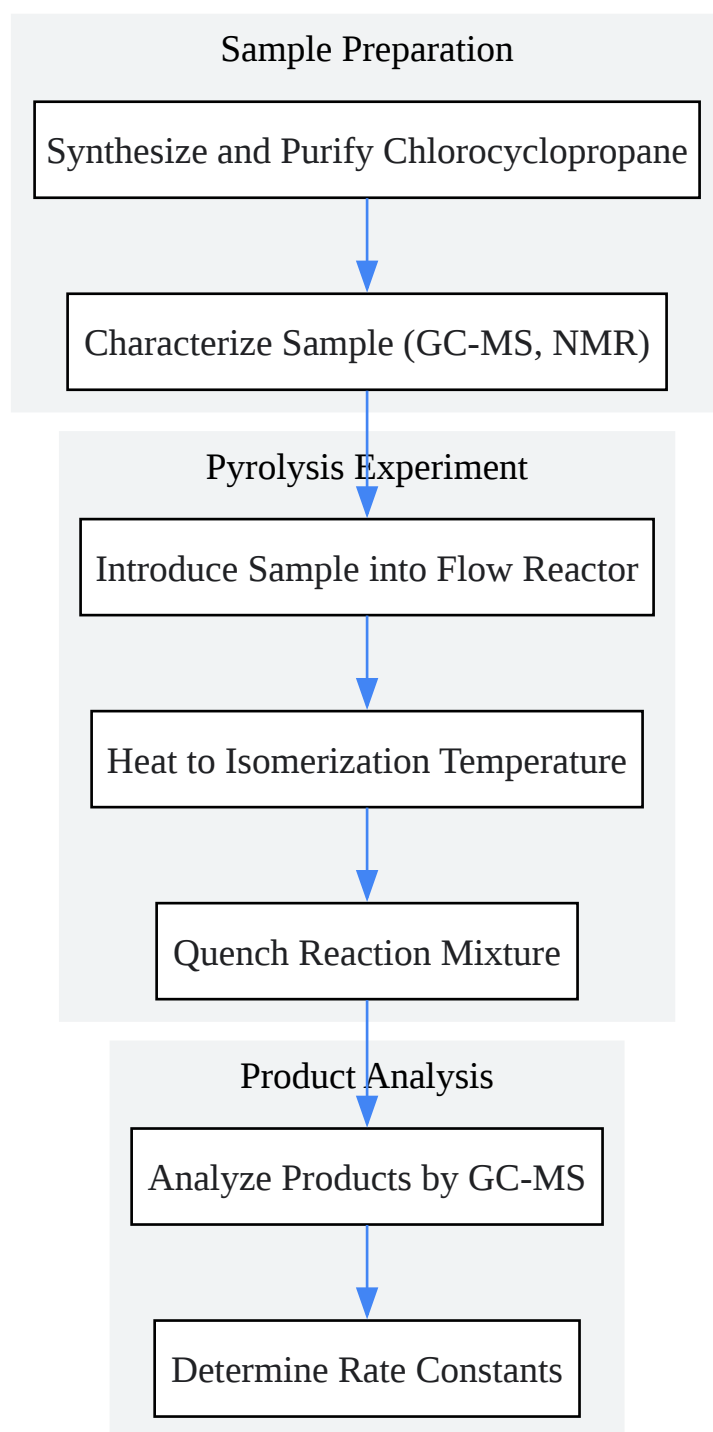 Sample Preparation
Synthesize and Purify Chlorocyclopropane
Characterize Sample (GC-MS, NMR)
Pyrolysis Experiment
Introduce Sample into Flow Reactor
Heat to Isomerization Temperature
Quench Reaction Mixture
Product Analysis
Analyze Products by GC-MS
Determine Rate Constants